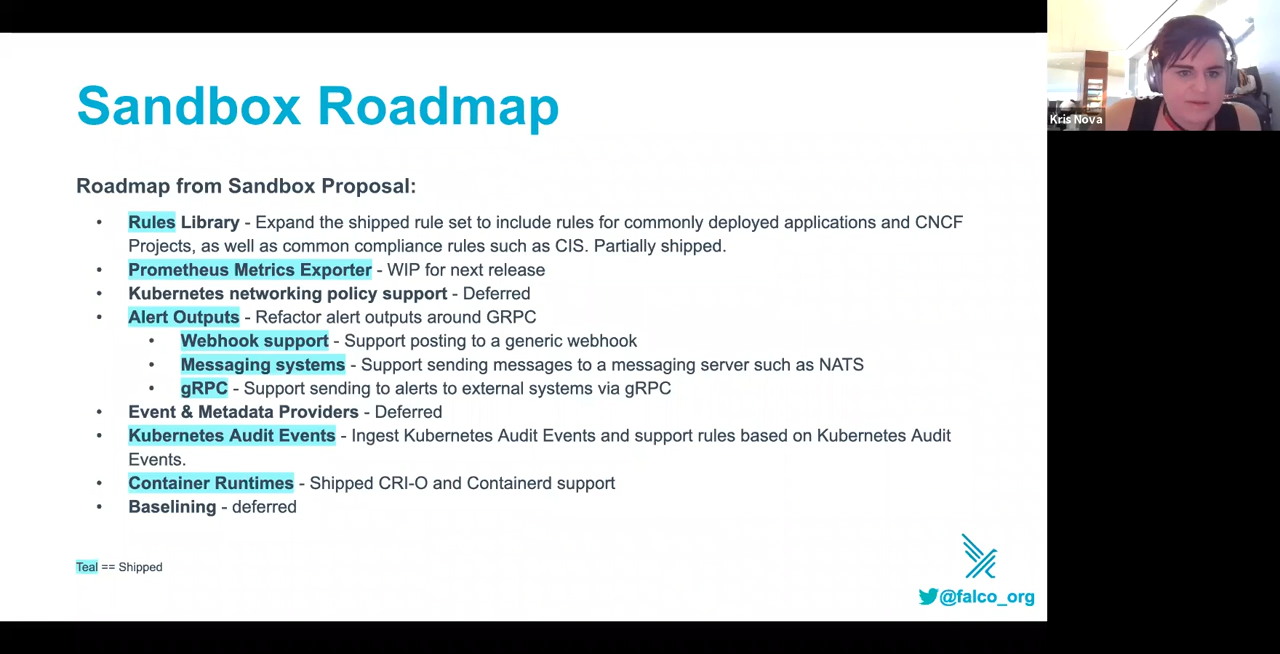 Sandbox Roadmap
Kris Nova
Roadmap from Sandbox Proposal:
• Rules Library - Expand the shipped rule set to include rules for commonly deployed applications and CNCF
Projects, as well as common compliance rules such as CIS. Partially shipped.
• Prometheus Metrics Exporter - WIP for next release
• Kubernetes networking policy support - Deferred
• Alert Outputs - Refactor alert outputs around GRPC
• Webhook support - Support posting to a generic webhook
• Messaging systems - Support sending messages to a messaging server such as NATS
• gRPC - Support sending to alerts to external systems via gRPC
• Event & Metadata Providers - Deferred
• Kubernetes Audit Events - Ingest Kubernetes Audit Events and support rules based on Kubernetes Audit
Events.
• Container Runtimes - Shipped CRI-O and Containerd support
• Baselining - deferred
Teal == Shipped
@falco_org